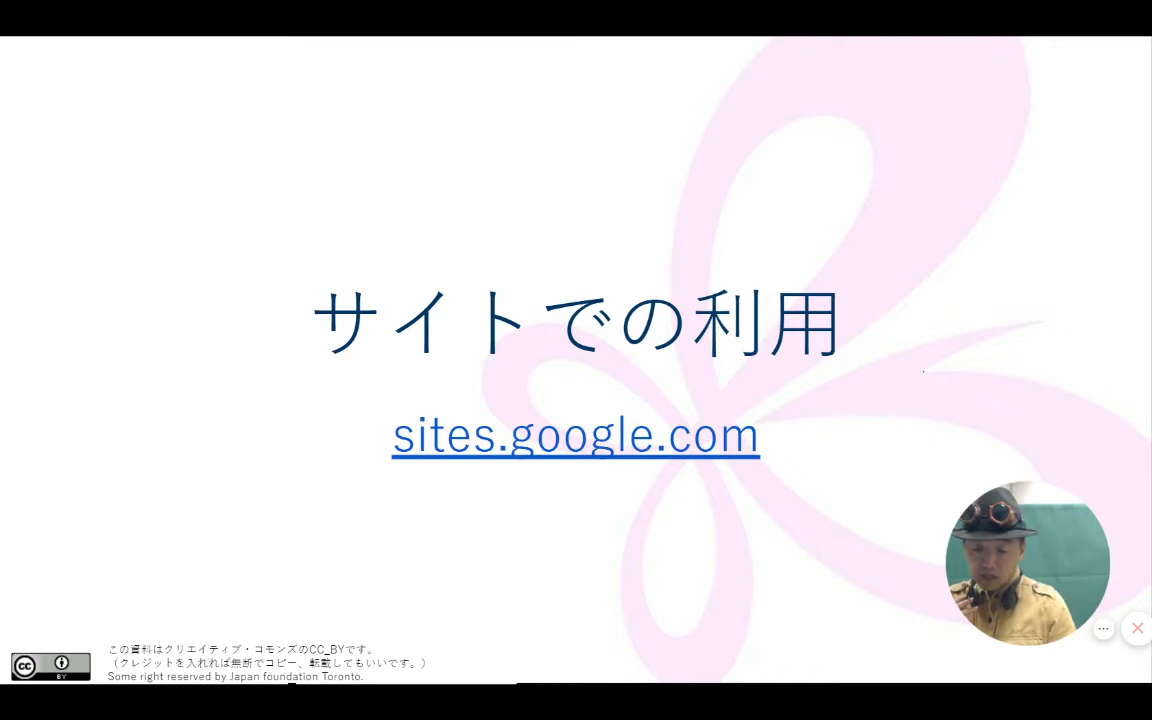 サイトでの利用
sites.google.com
この資料はクリエイティブ・コモンズのCC_BYです。
（クレジットを入れれば無断でコピー、転載してもいいです。）
Some right reserved by Japan foundation Toronto.
cc
BY